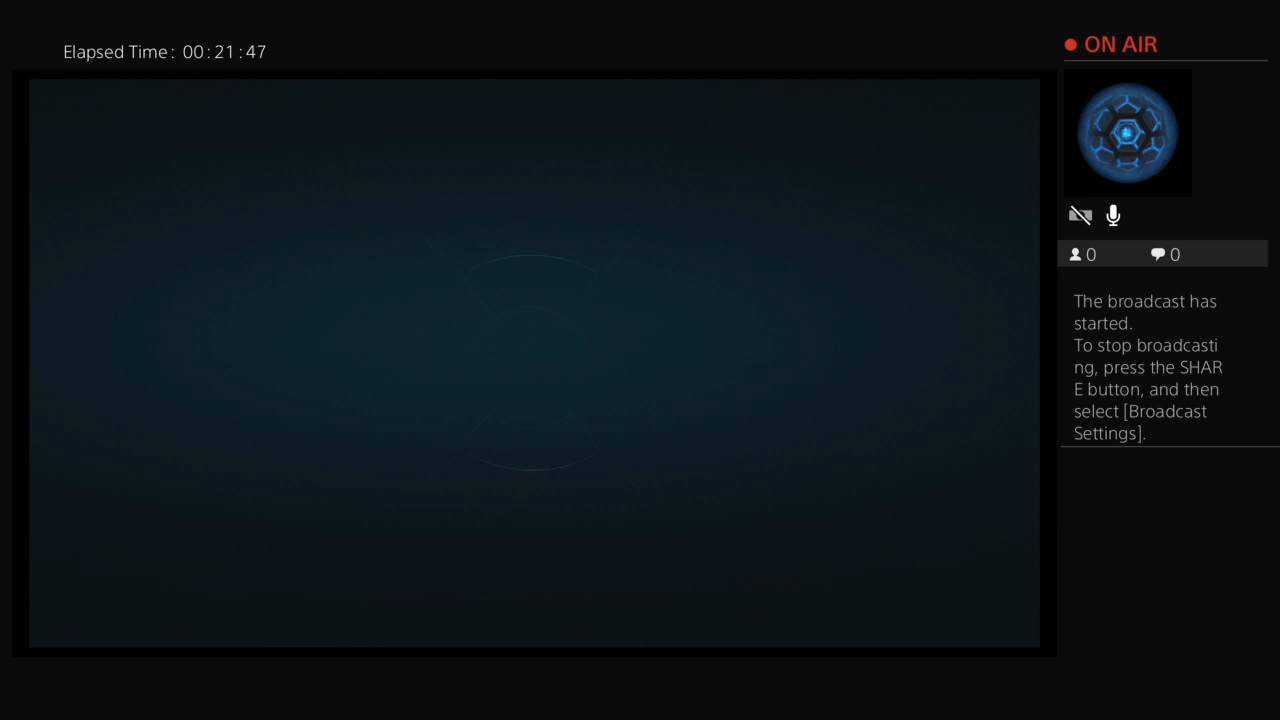 Elapsed Time: 00:21:47
ON AIR
0 0
The broadcast has
started.
To stop broadcasti
ng, press the SHAR
E button, and then
select [Broadcast
Settings].